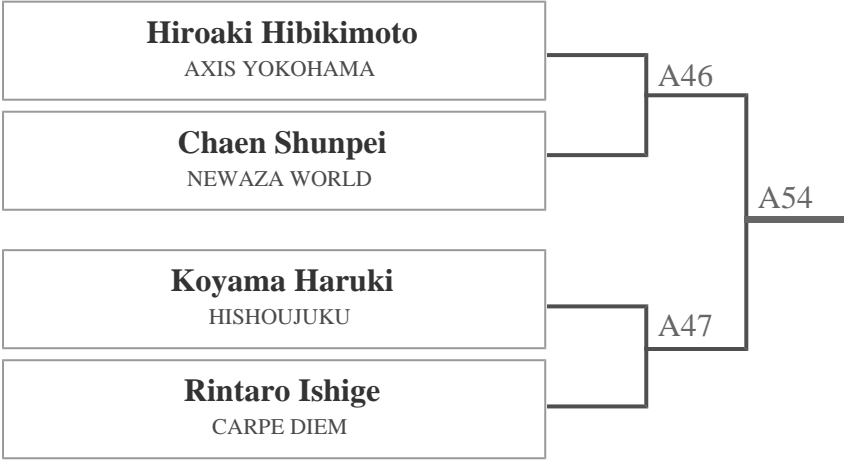 Hiroaki Hibikimoto
AXIS YOKOHAMA
A46
Chaen Shunpei
NEWAZA WORLD
A54
Koyama Haruki
HISHOUJUKU
A47
Rintaro Ishige
CARPE DIEM